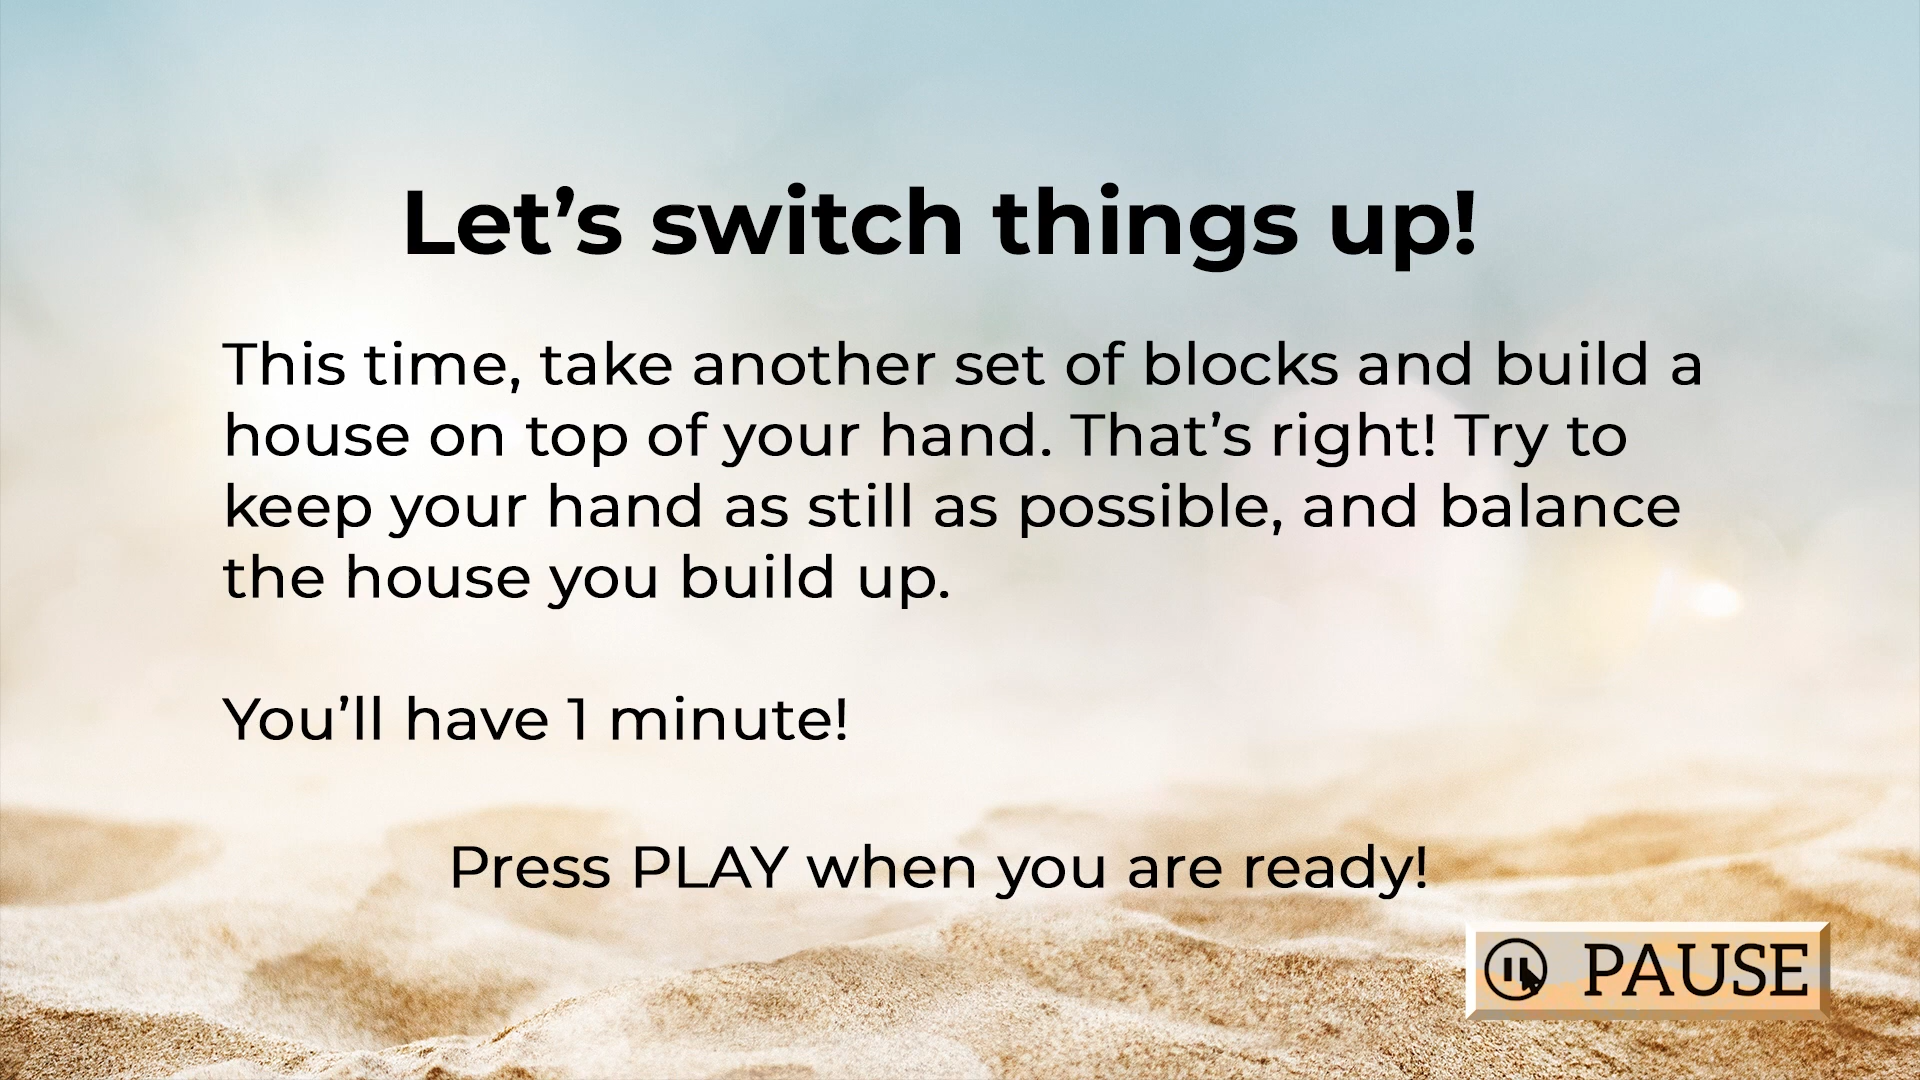 Let’s switch things up!
This time, take another set of blocks and build a
house on top of your hand. That’s right! Try to
keep your hand as still as possible, and balance
the house you build up.
You’ll have 1 minute!
Press PLAY when you are ready!
PAUSE